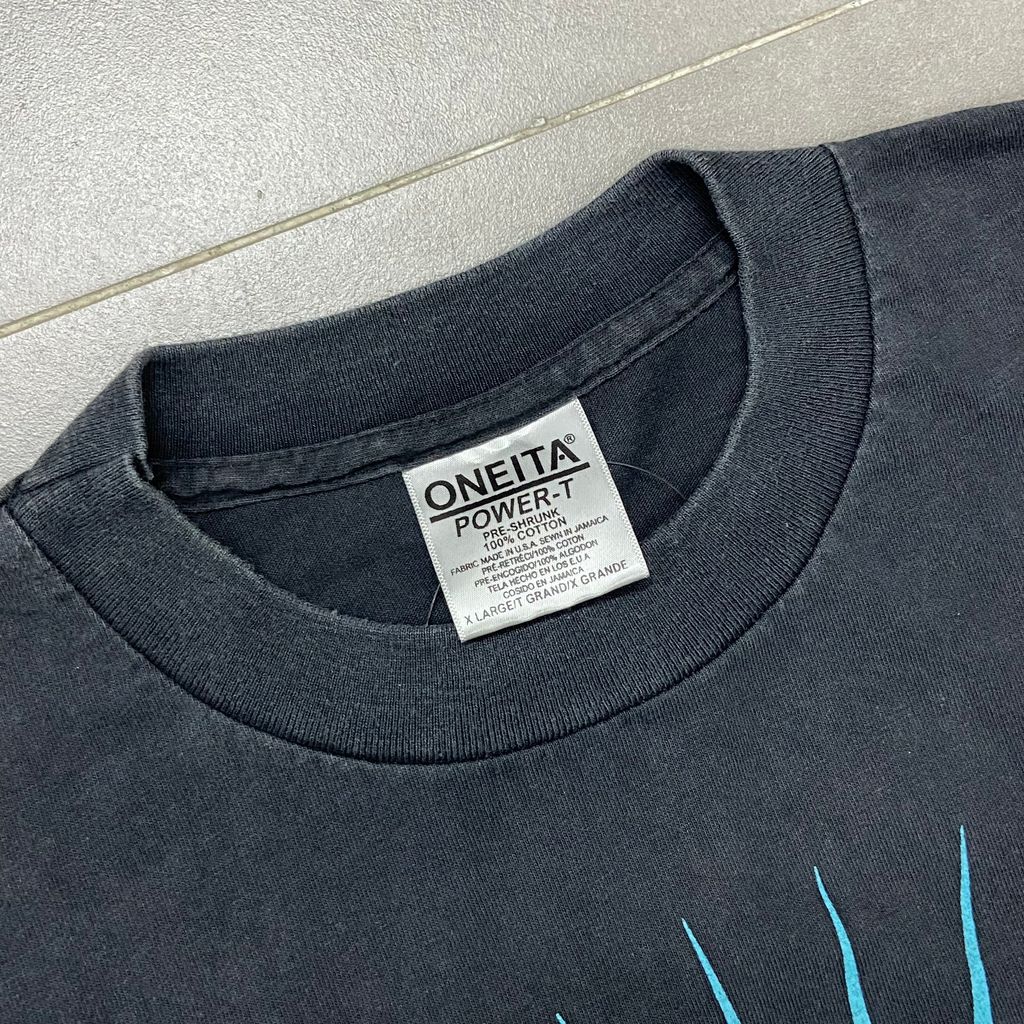 ONEITA®
POWER-T
PRE-SHRUNK
100% COTTON
FABRIC MADE IN U.S.A. SEWN IN JAMAICA
PRÉ-RETRÉCI/100% COTON
PRE-ENCOGIDO/100% ALGODON
TELA HECHO EN LOS E.U A
COSIDO EN JAMAICA
X LARGE/T GRAND/X GRANDE